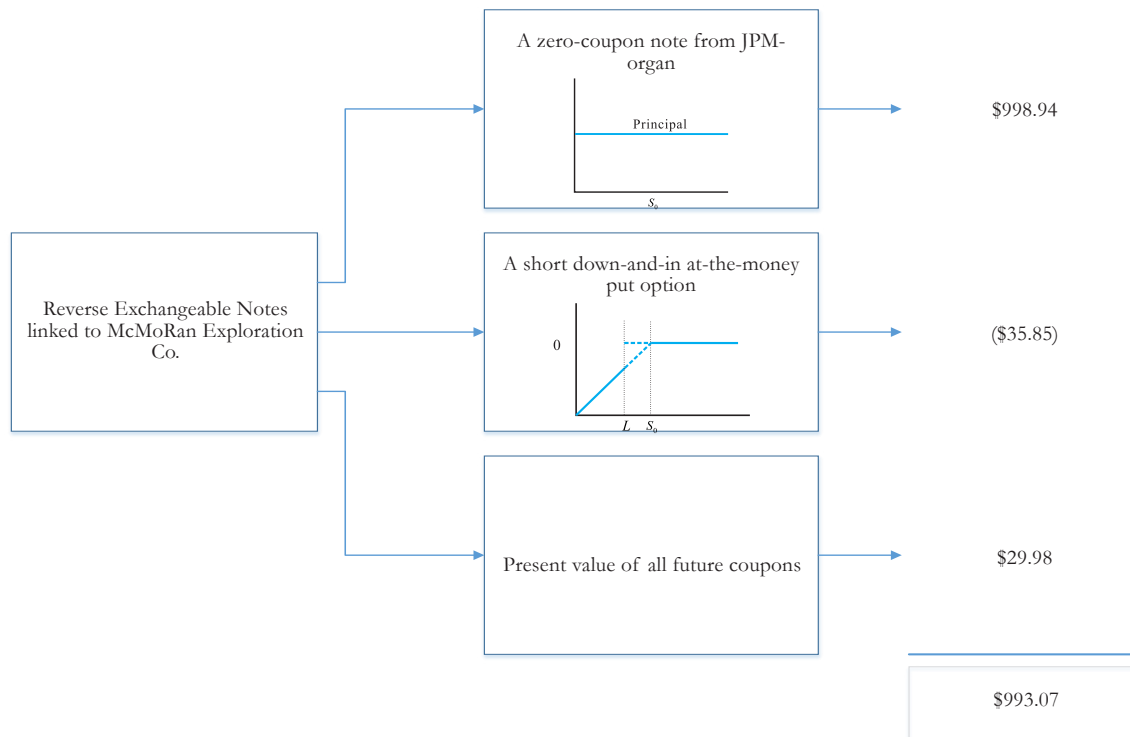 A zero-coupon note from JPM-
organ
Principal
S₀
$998.94
Reverse Exchangeable Notes
linked to McMoRan Exploration
Co.
A short down-and-in at-the-money
put option
0
L S₀
($35.85)
Present value of all future coupons
$29.98
$993.07